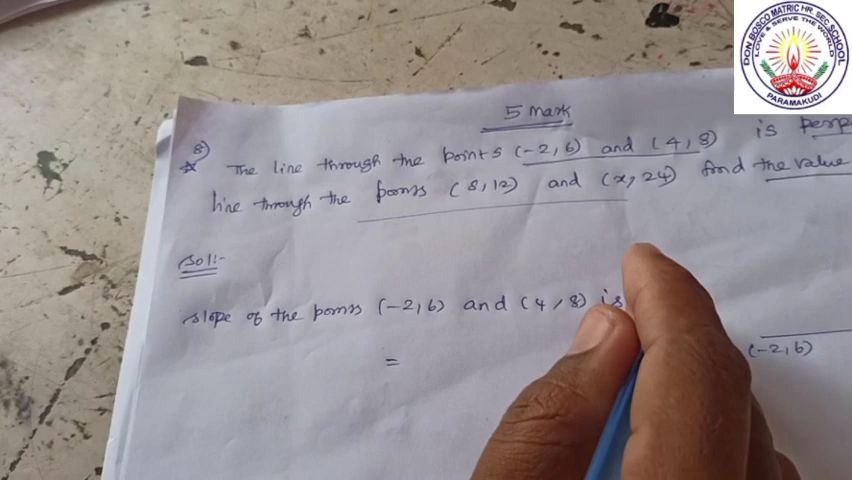 DON BOSCO MATRIC HR. SEC. SCHOOL
LOVE & SERVE THE WORLD
PARAMAKUDI
5 mark
8)
The line through the points (-2,6) and (4,8) is perp
line through the points (8,12) and (x,24) find the value
Sol:-
slope of the points (-2,6) and (4,8) is
=
(-2,6)